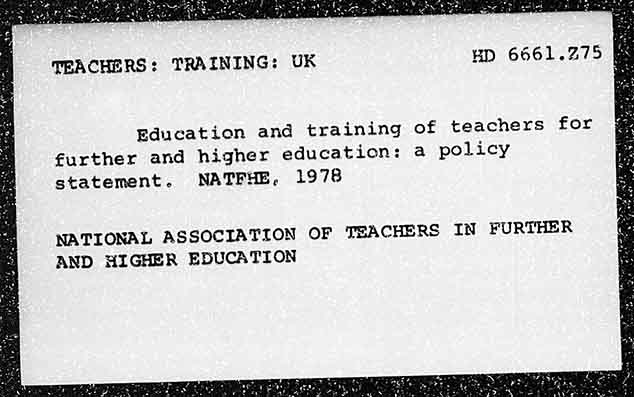 TEACHERS: TRAINING: UK HD 6661.Z75
Education and training of teachers for
further and higher education: a policy
statement. NATFHE, 1978
NATIONAL ASSOCIATION OF TEACHERS IN FURTHER
AND HIGHER EDUCATION